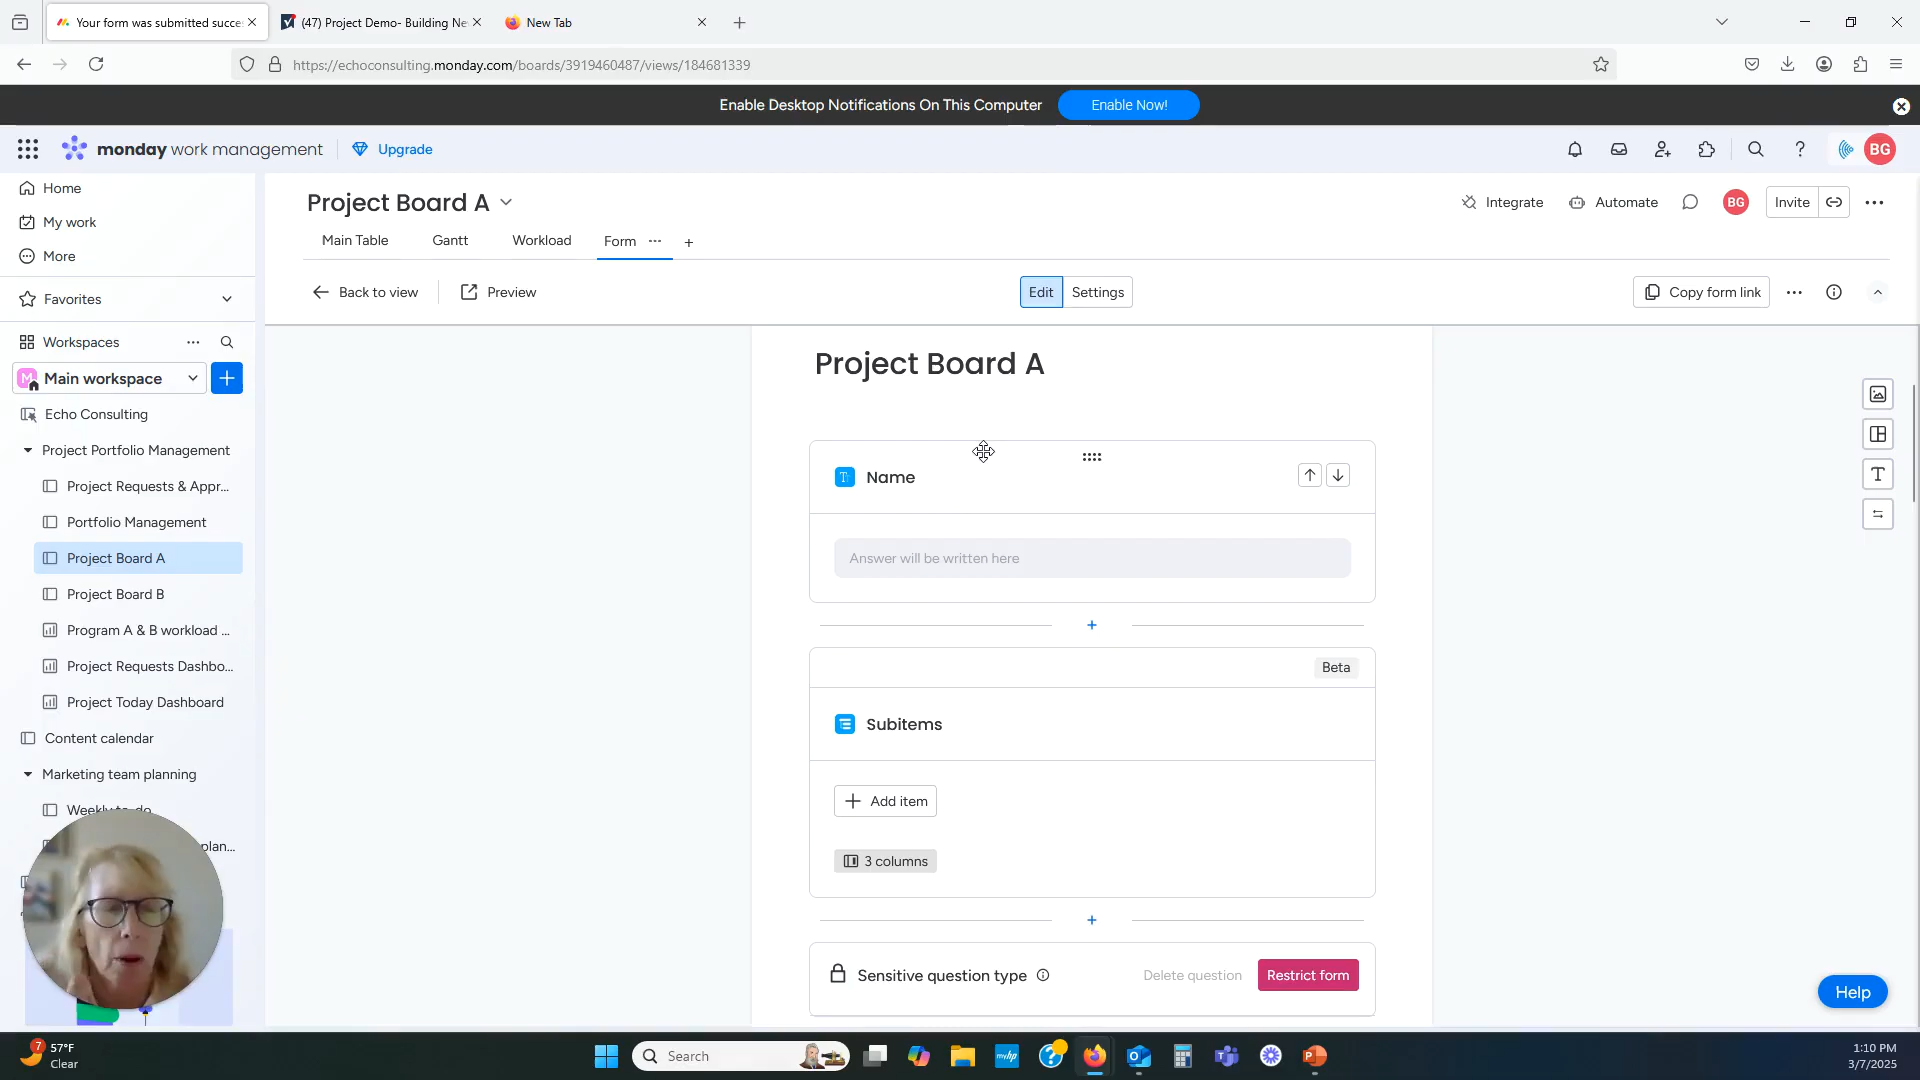 Your form was submitted succe
(47) Project Demo- Building Ne
New Tab
https://echoconsulting.monday.com/boards/3919460487/views/184681339
Enable Desktop Notifications On This Computer
Enable Now!
monday work management
Upgrade
BG
Home
My work
More
Favorites
Workspaces
M
Main workspace
Echo Consulting
Project Portfolio Management
Project Requests & Appr...
Portfolio Management
Project Board A
Project Board B
Program A & B workload ...
Project Requests Dashbo...
Project Today Dashboard
Content calendar
Marketing team planning
Weekly to-do
plan...
Project Board A
Integrate
Automate
BG
Invite
Main Table
Gantt
Workload
Form
Back to view
Preview
Edit
Settings
Copy form link
Project Board A
Name
Answer will be written here
Beta
Subitems
Add item
3 columns
Sensitive question type
Delete question
Restrict form
Help
7
57°F
Clear
Search
myhp
1:10 PM
3/7/2025